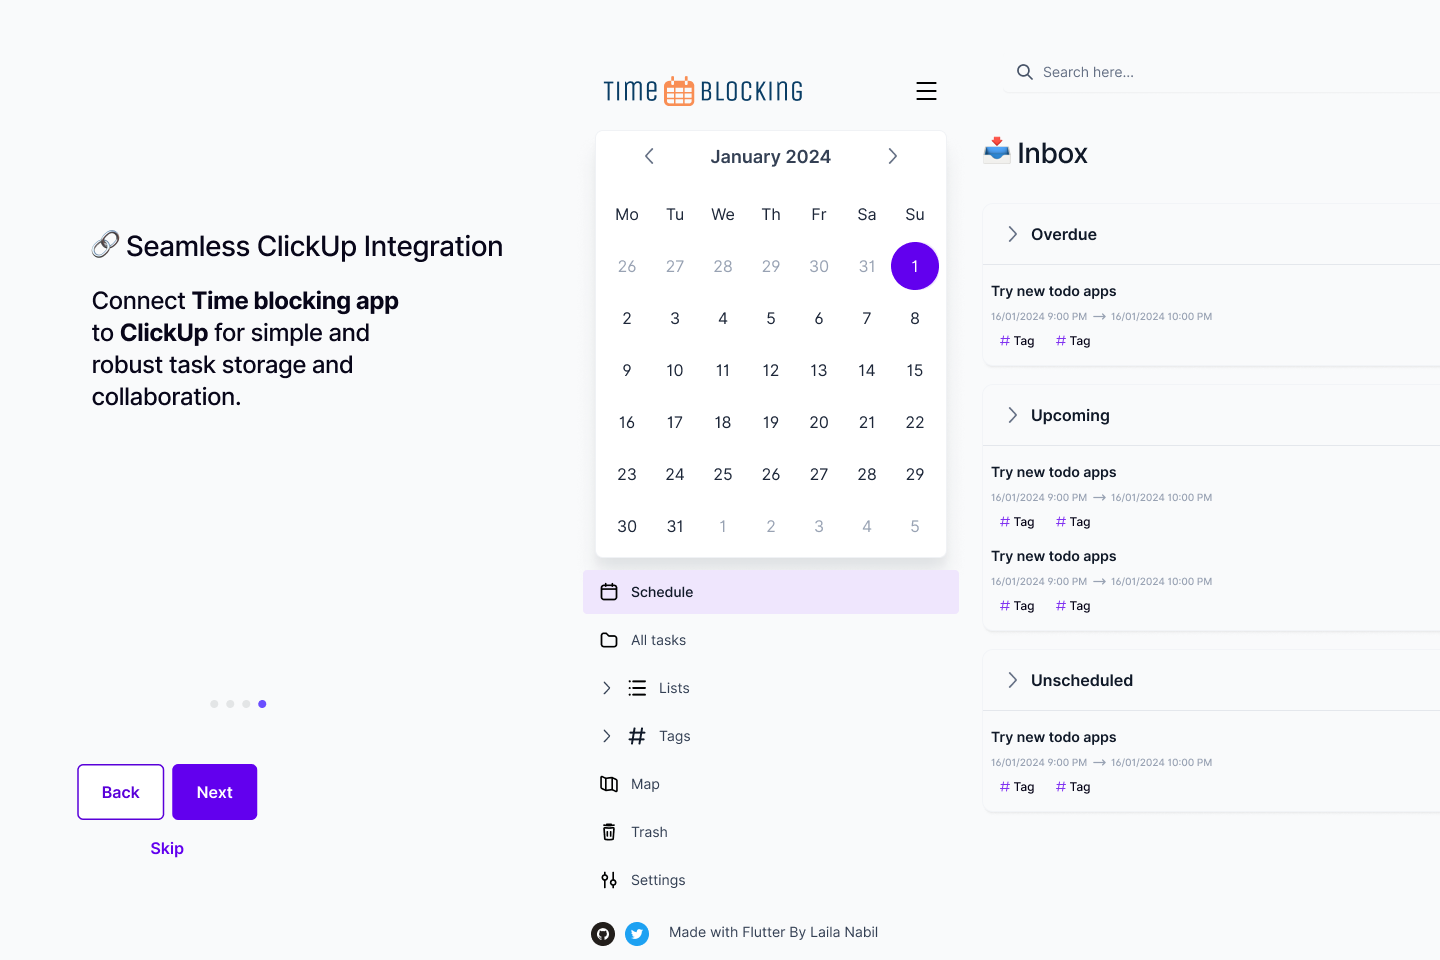 🔗 Seamless ClickUp Integration
Connect Time blocking app
to ClickUp for simple and
robust task storage and
collaboration.
Back
Next
Skip
TIME BLOCKING
January 2024
Mo Tu We Th Fr Sa Su
26 27 28 29 30 31 1
2 3 4 5 6 7 8
9 10 11 12 13 14 15
16 17 18 19 20 21 22
23 24 25 26 27 28 29
30 31 1 2 3 4 5
Schedule
All tasks
Lists
Tags
Map
Trash
Settings
Made with Flutter By Laila Nabil
Search here...
📥 Inbox
Overdue
Try new todo apps
16/01/2024 9:00 PM → 16/01/2024 10:00 PM
# Tag # Tag
Upcoming
Try new todo apps
16/01/2024 9:00 PM → 16/01/2024 10:00 PM
# Tag # Tag
Try new todo apps
16/01/2024 9:00 PM → 16/01/2024 10:00 PM
# Tag # Tag
Unscheduled
Try new todo apps
16/01/2024 9:00 PM → 16/01/2024 10:00 PM
# Tag # Tag